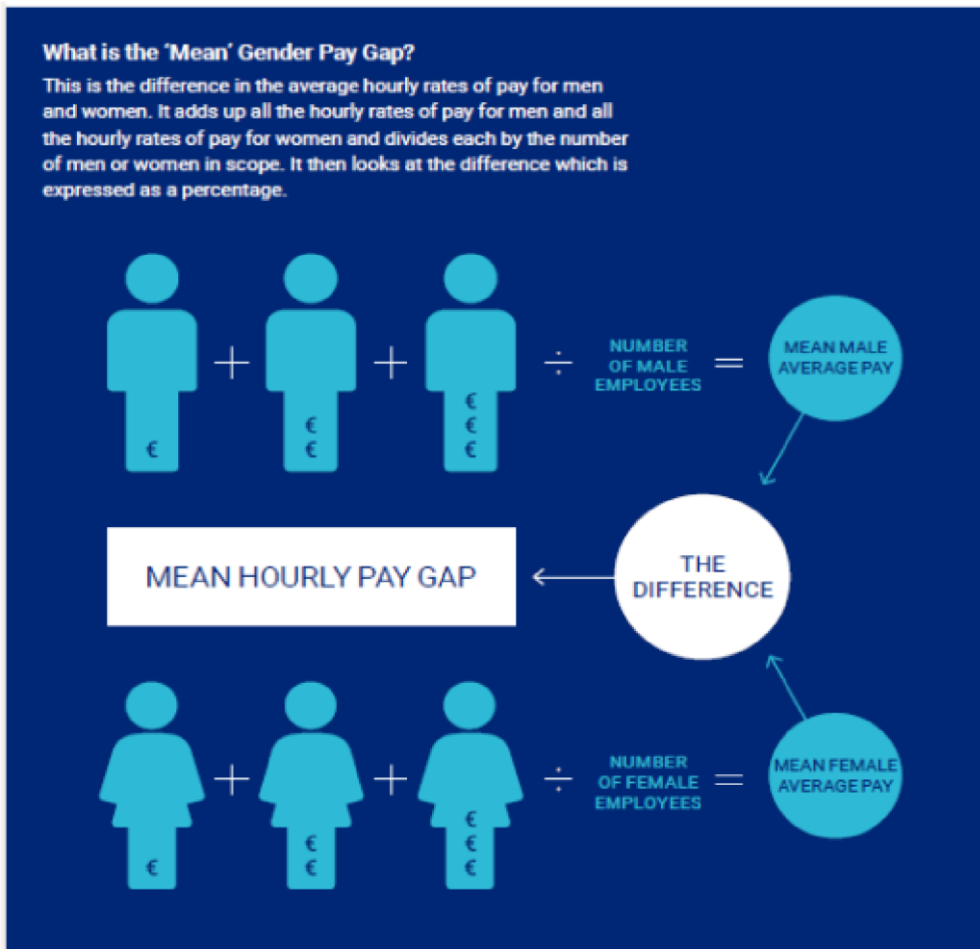 What is the ‘Mean’ Gender Pay Gap?
This is the difference in the average hourly rates of pay for men
and women. It adds up all the hourly rates of pay for men and all
the hourly rates of pay for women and divides each by the number
of men or women in scope. It then looks at the difference which is
expressed as a percentage.
€ + € € + € € € ÷ NUMBER
OF MALE
EMPLOYEES = MEAN MALE
AVERAGE PAY
MEAN HOURLY PAY GAP
THE
DIFFERENCE
€ + € € + € € € ÷ NUMBER
OF FEMALE
EMPLOYEES = MEAN FEMALE
AVERAGE PAY